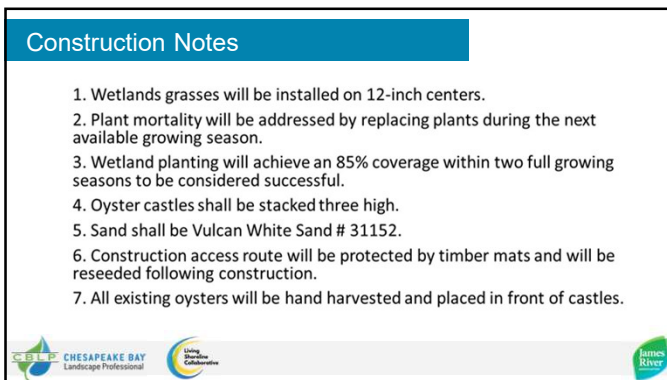 Construction Notes
1. Wetlands grasses will be installed on 12-inch centers.
2. Plant mortality will be addressed by replacing plants during the next
available growing season.
3. Wetland planting will achieve an 85% coverage within two full growing
seasons to be considered successful.
4. Oyster castles shall be stacked three high.
5. Sand shall be Vulcan White Sand # 31152.
6. Construction access route will be protected by timber mats and will be
reseeded following construction.
7. All existing oysters will be hand harvested and placed in front of castles.
CBLP CHESAPEAKE BAY
Landscape Professional
Living
Shoreline
Collaborative
James
River